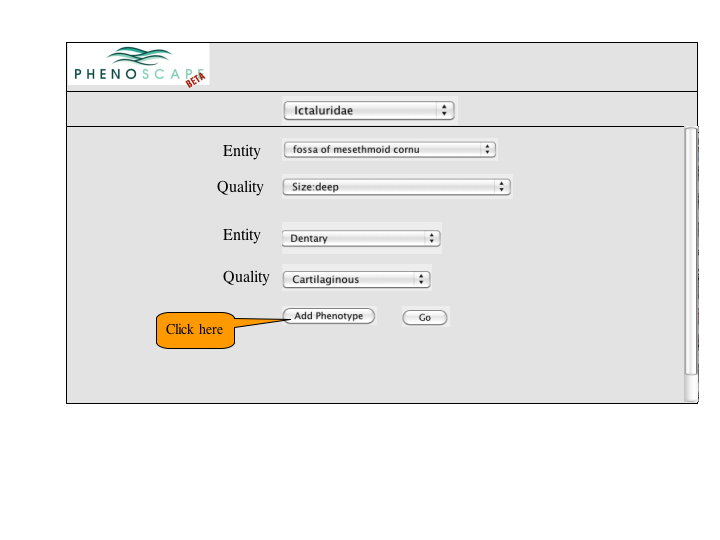 PHENOSCAPE
BETA
Ictaluridae
Entity fossa of mesethmoid cornu
Quality Size:deep
Entity Dentary
Quality Cartilaginous
Add Phenotype Go
Click here